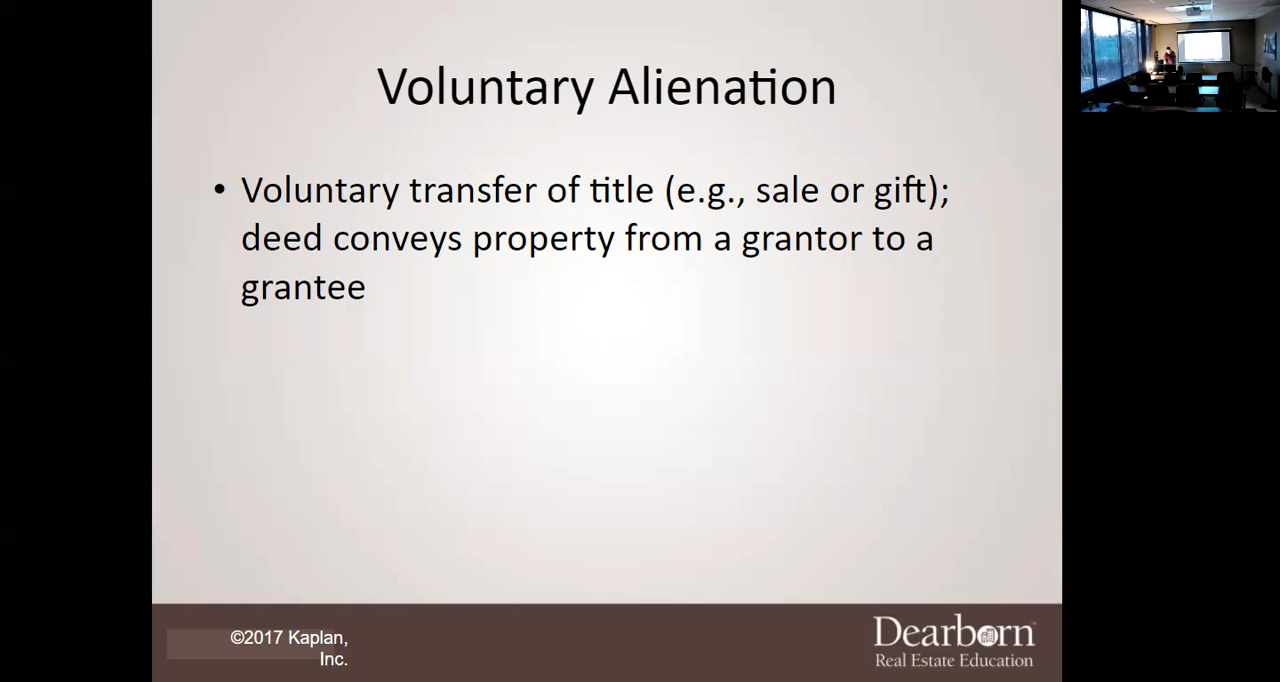 Voluntary Alienation
• Voluntary transfer of title (e.g., sale or gift);
deed conveys property from a grantor to a
grantee
©2017 Kaplan,
Inc.
Dearborn™
Real Estate Education